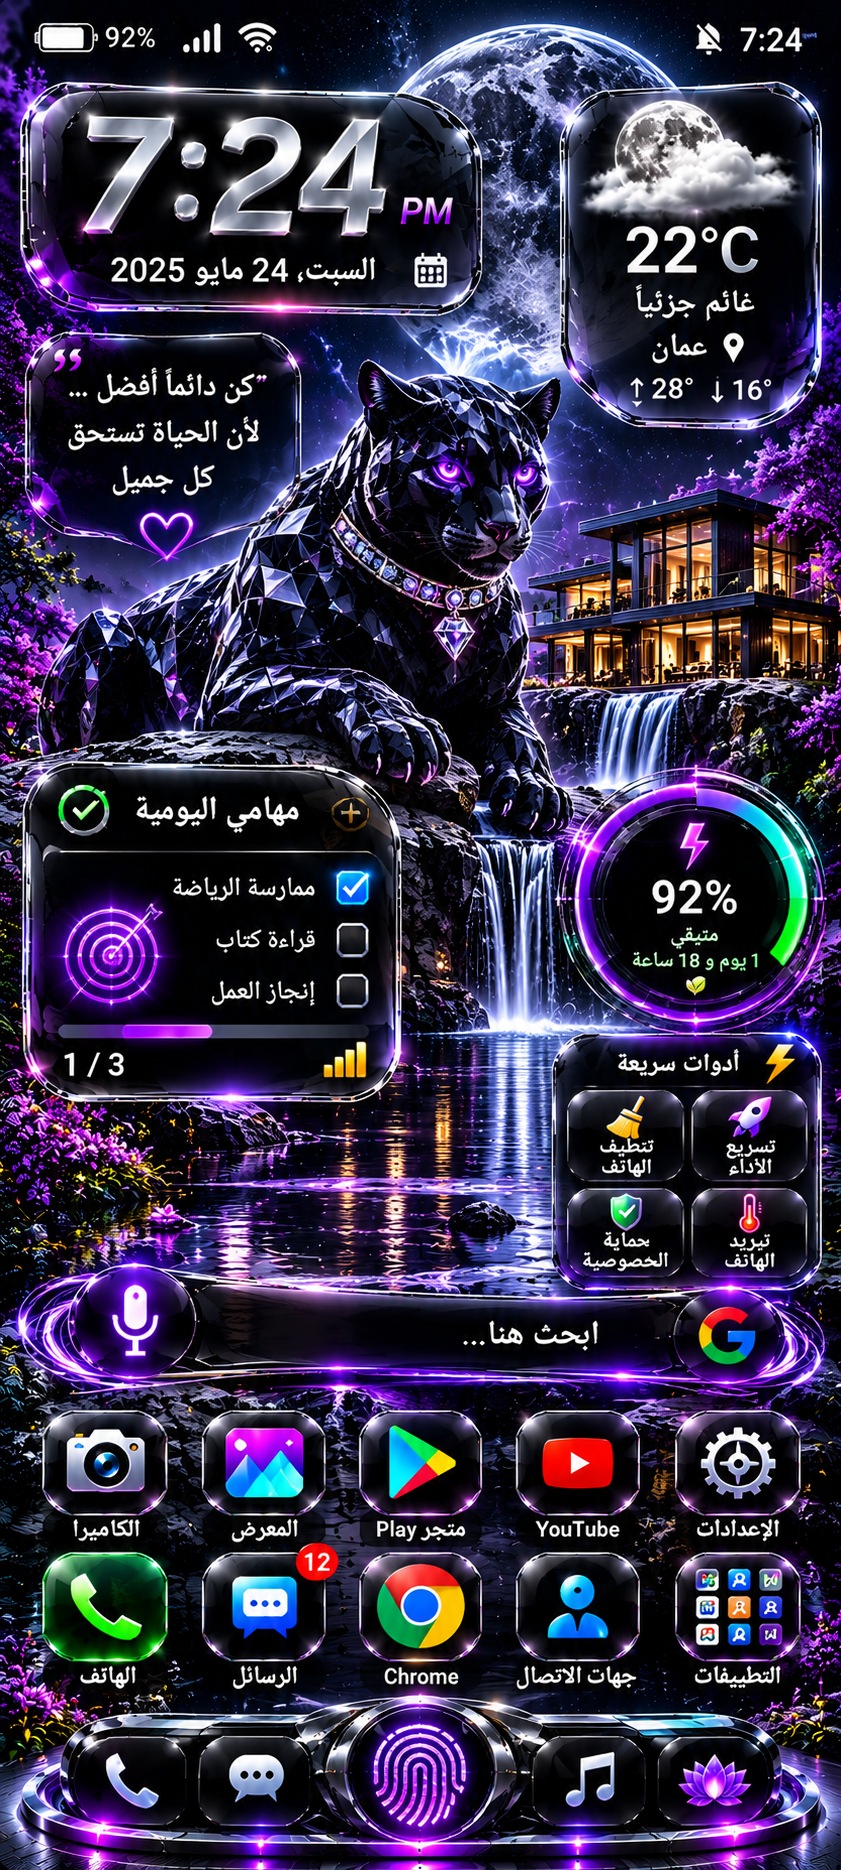 92%
7:24
7:24 PM
السبت، 24 مايو 2025
22°C
غائم جزئياً
عمان
↑ 28° ↓ 16°
"كن دائماً أفضل ...
لأن الحياة تستحق
كل جميل
مهامي اليومية
ممارسة الرياضة
قراءة كتاب
إنجاز العمل
1 / 3
92%
متيقي
1 يوم و 18 ساعة
أدوات سريعة
تسريع
الأداء
تنظيف
الهاتف
تبريد
الهاتف
حماية
الخصوصية
ابحث هنا...
الكاميرا
المعرض
متجر Play
YouTube
الإعدادات
12
الهاتف
الرسائل
Chrome
جهات الاتصال
التطبيقات